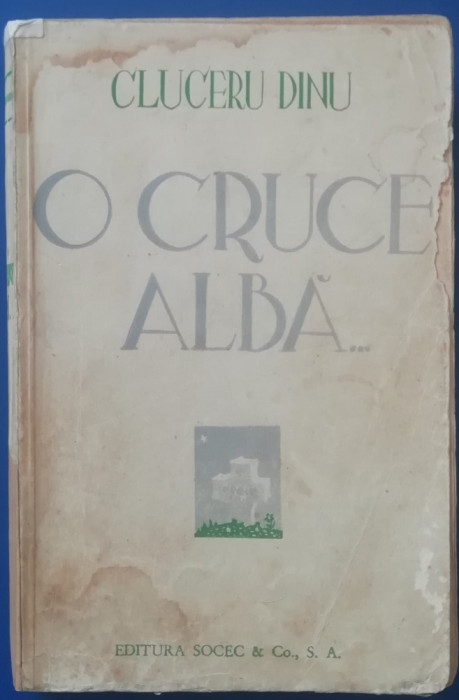 CLUCERU DINU
O CRUCE
ALBĂ...
EDITURA SOCEC & Co., S. A.